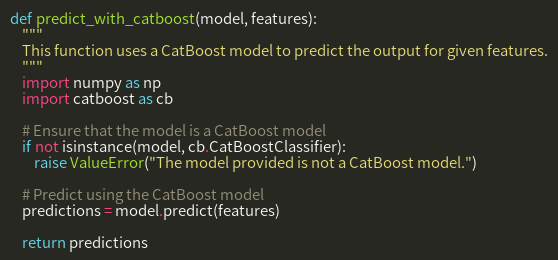 def predict_with_catboost(model, features):
    """
    This function uses a CatBoost model to predict the output for given features.
    """
    import numpy as np
    import catboost as cb

    # Ensure that the model is a CatBoost model
    if not isinstance(model, cb.CatBoostClassifier):
        raise ValueError("The model provided is not a CatBoost model.")

    # Predict using the CatBoost model
    predictions = model.predict(features)

    return predictions